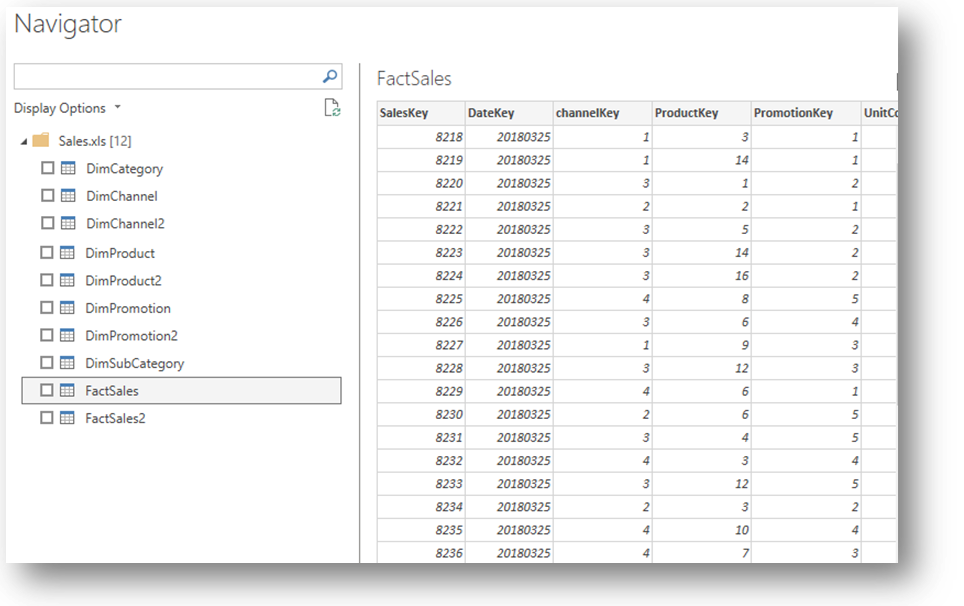 Navigator
Display Options
Sales.xls [12]
DimCategory
DimChannel
DimChannel2
DimProduct
DimProduct2
DimPromotion
DimPromotion2
DimSubCategory
FactSales
FactSales2
FactSales
SalesKey DateKey channelKey ProductKey PromotionKey UnitCo
8218 20180325 1 3 1
8219 20180325 1 14 1
8220 20180325 3 1 2
8221 20180325 2 2 1
8222 20180325 3 5 2
8223 20180325 3 14 2
8224 20180325 3 16 2
8225 20180325 4 8 5
8226 20180325 3 6 4
8227 20180325 1 9 3
8228 20180325 3 12 3
8229 20180325 4 6 1
8230 20180325 2 6 5
8231 20180325 3 4 5
8232 20180325 4 3 4
8233 20180325 3 12 5
8234 20180325 2 3 2
8235 20180325 4 10 4
8236 20180325 4 7 3